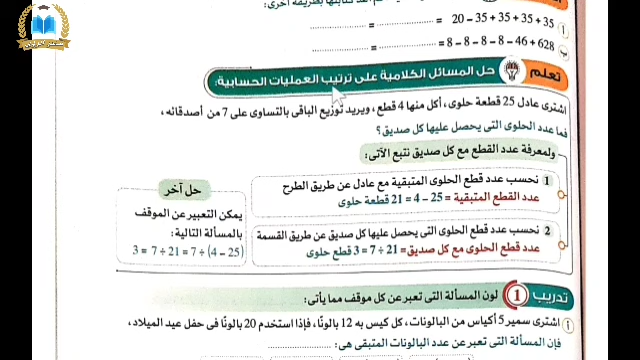 أ 35 + 35 + 35 + 35 − 20 = ............ = ............
ب 628 + 46 − 8 − 8 − 8 − 8 = ............ = ............
تعلم حل المسائل الكلامية على ترتيب العمليات الحسابية:
اشترى عادل 25 قطعة حلوى، أكل منها 4 قطع، ويريد توزيع الباقى بالتساوى على 7 من أصدقائه،
فما عدد الحلوى التى يحصل عليها كل صديق؟
ولمعرفة عدد القطع مع كل صديق نتبع الآتى:
1 نحسب عدد قطع الحلوى المتبقية مع عادل عن طريق الطرح
عدد القطع المتبقية = 25 − 4 = 21 قطعة حلوى
2 نحسب عدد قطع الحلوى التى يحصل عليها كل صديق عن طريق القسمة
عدد قطع الحلوى مع كل صديق = 21 ÷ 7 = 3 قطع حلوى
حل آخر
يمكن التعبير عن الموقف
بالمسألة التالية:
(25 − 4) ÷ 7 = 21 ÷ 7 = 3
تدريب 1 لون المسألة التى تعبر عن كل موقف مما يأتى:
أ اشترى سمير 5 أكياس من البالونات، كل كيس به 12 بالونًا، فإذا استخدم 20 بالونًا فى حفل عيد الميلاد،
فإن المسألة التى تعبر عن عدد البالونات المتبقى هى: